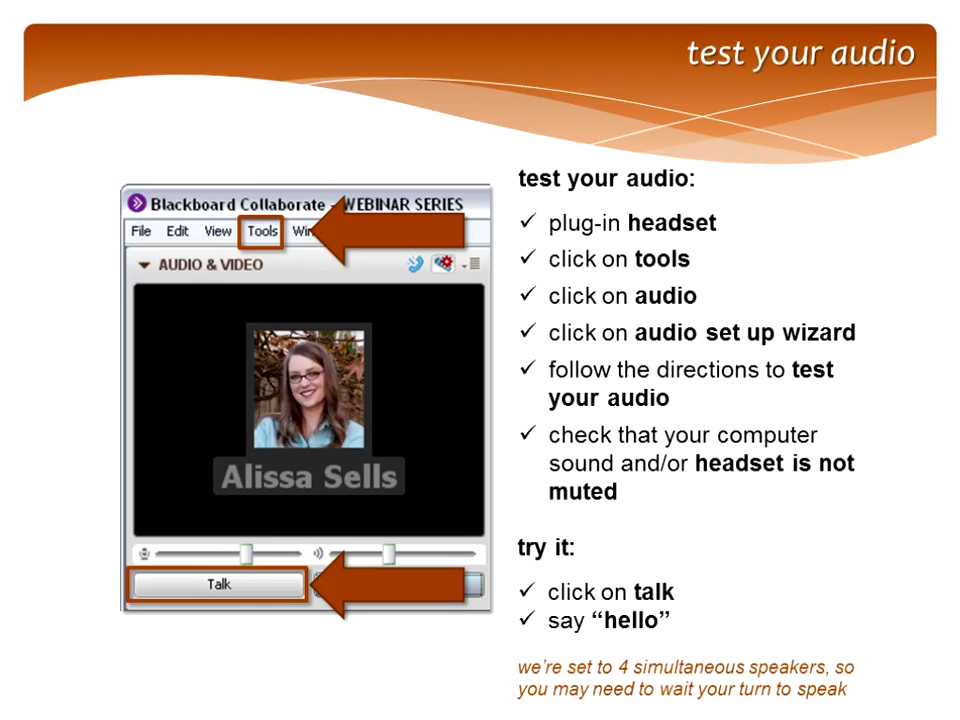 test your audio
test your audio:
✓ plug-in headset
✓ click on tools
✓ click on audio
✓ click on audio set up wizard
✓ follow the directions to test
your audio
✓ check that your computer
sound and/or headset is not
muted
try it:
✓ click on talk
✓ say “hello”
we’re set to 4 simultaneous speakers, so
you may need to wait your turn to speak
Blackboard Collaborate - WEBINAR SERIES
File Edit View Tools
AUDIO & VIDEO
Alissa Sells
Talk